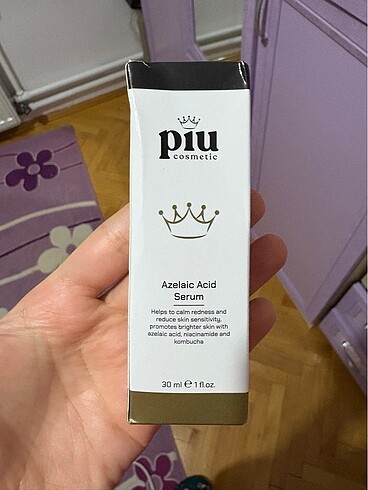 piu
cosmetic
Azelaic Acid
Serum
Helps to calm redness and
reduce skin sensitivity,
promotes brighter skin with
azelaic acid, niacinamide and
kombucha
30 ml ℮ 1 fl oz.